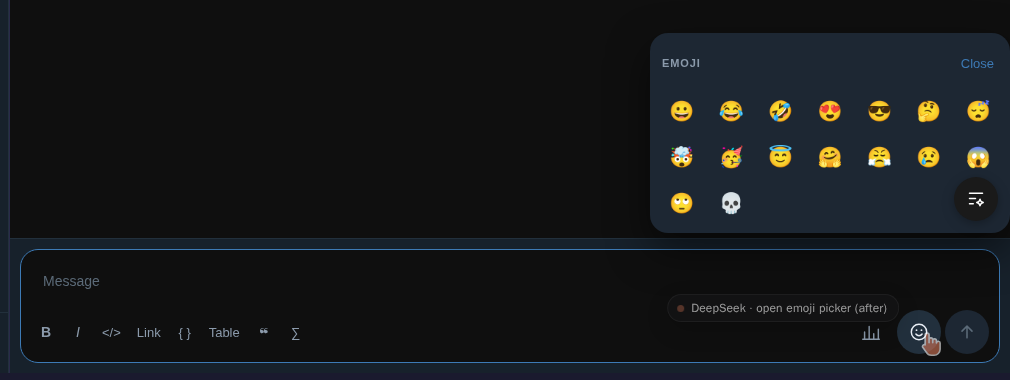 EMOJI
Close
Message
DeepSeek · open emoji picker (after)
B I </> Link { } Table ❝ ∑